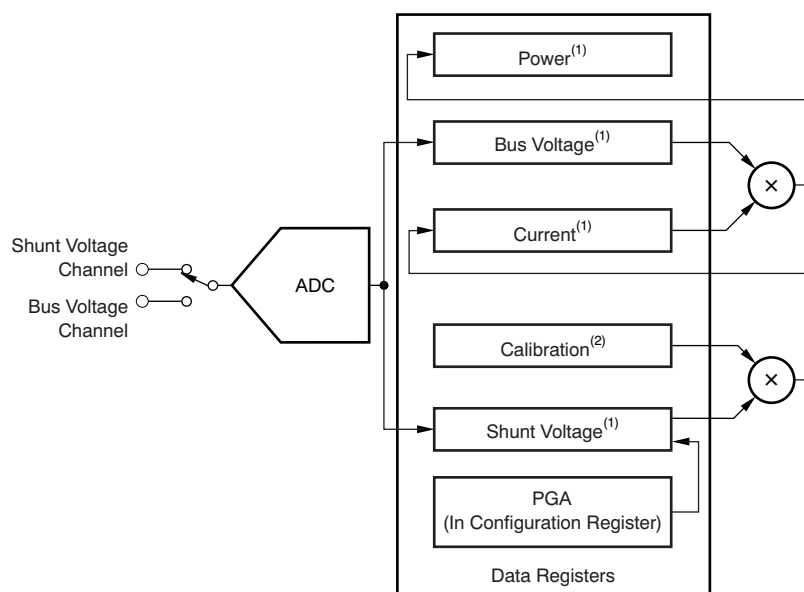 Power(1)
Bus Voltage(1)
×
Current(1)
Shunt Voltage
Channel
ADC
Bus Voltage
Channel
Calibration(2)
×
Shunt Voltage(1)
PGA
(In Configuration Register)
Data Registers